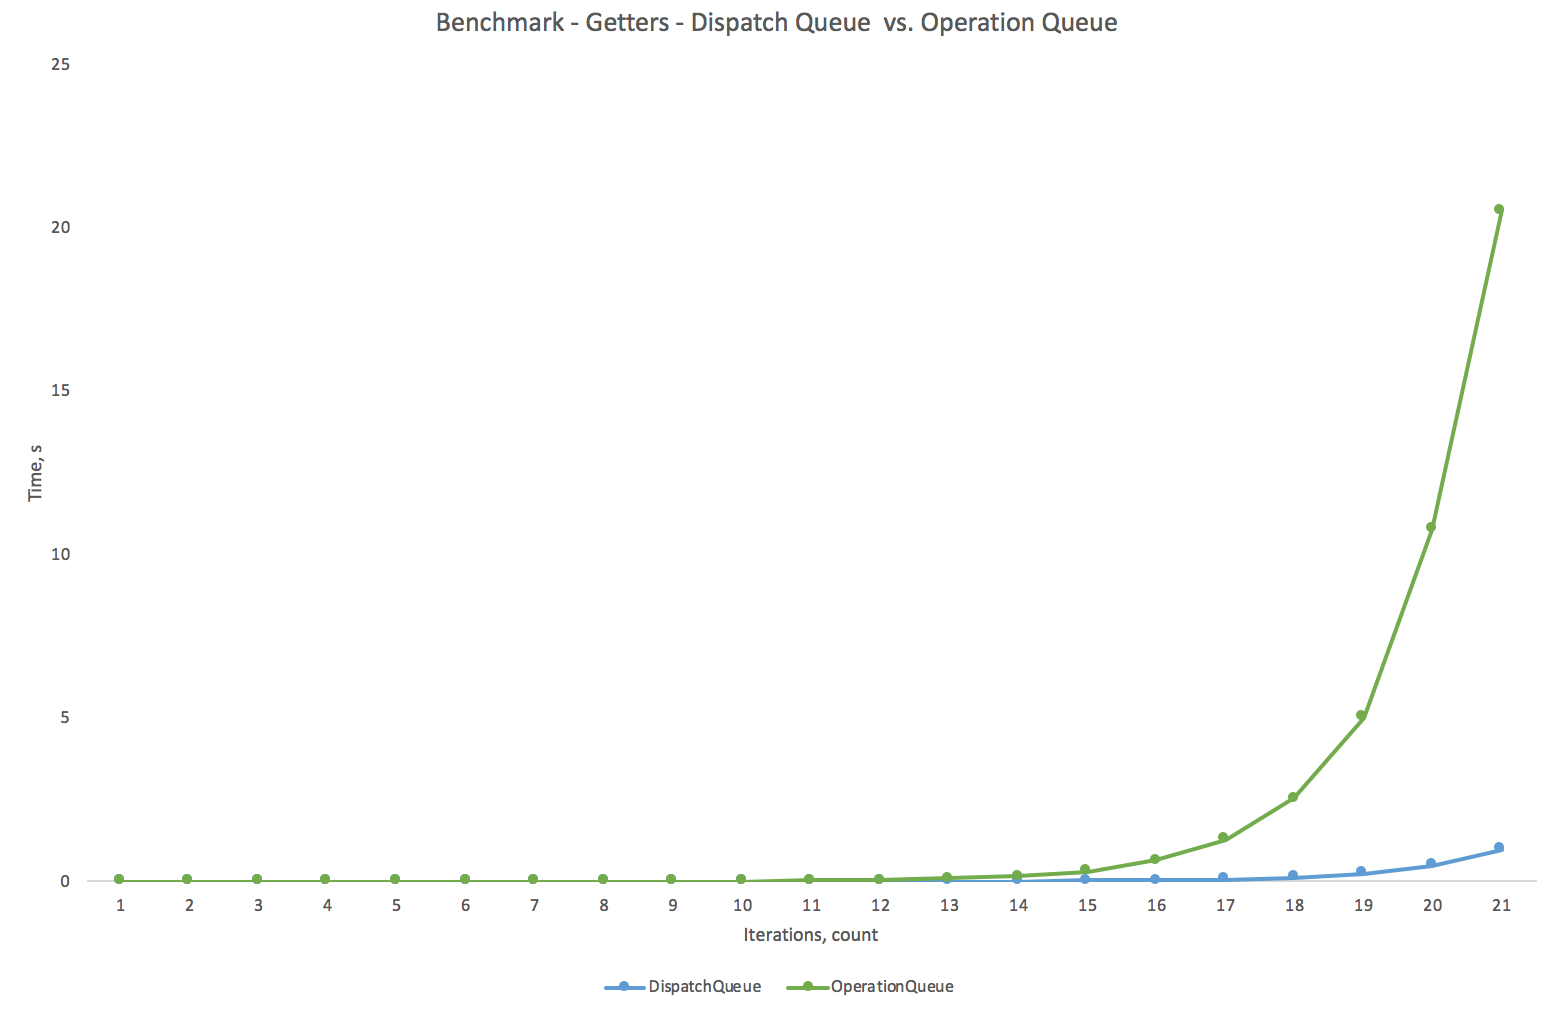 Benchmark - Getters - Dispatch Queue  vs. Operation Queue
25
20
15
10
5
0
Time, s
1 2 3 4 5 6 7 8 9 10 11 12 13 14 15 16 17 18 19 20 21
Iterations, count
DispatchQueue OperationQueue